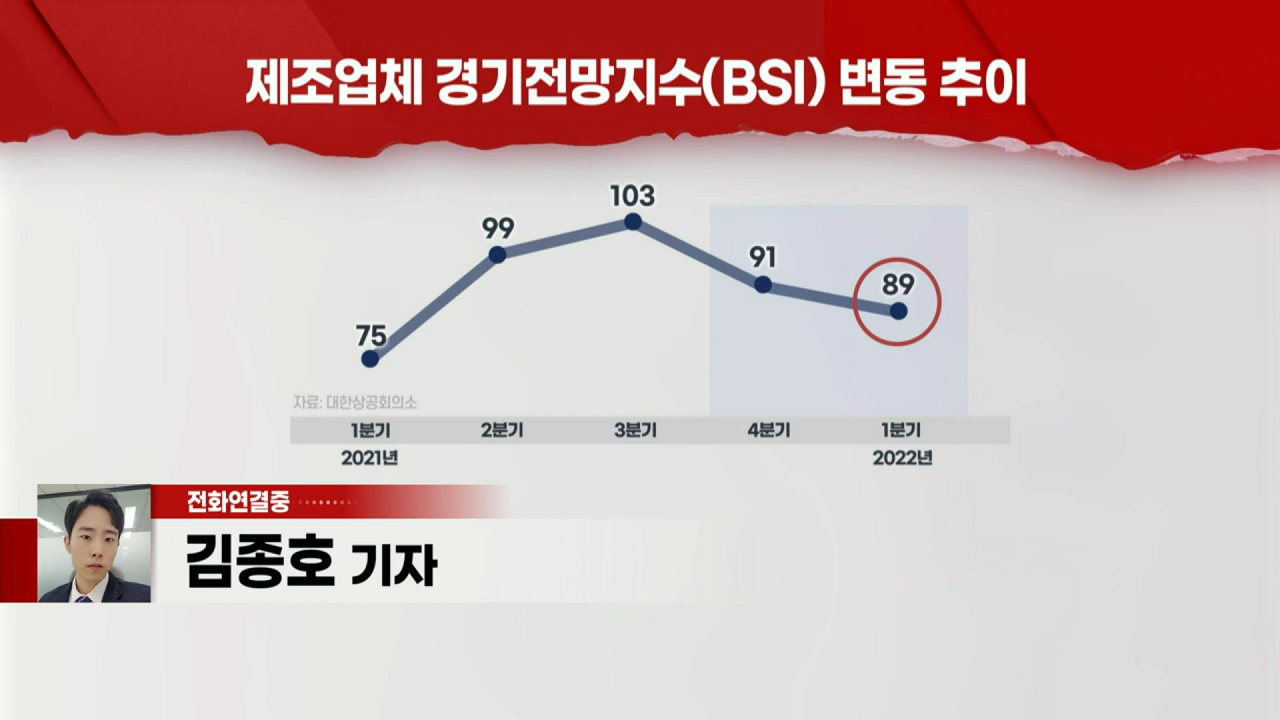 제조업체 경기전망지수(BSI) 변동 추이
103
99
91
89
75
자료: 대한상공회의소
1분기 2분기 3분기 4분기 1분기
2021년 2022년
전화연결중
김종호 기자